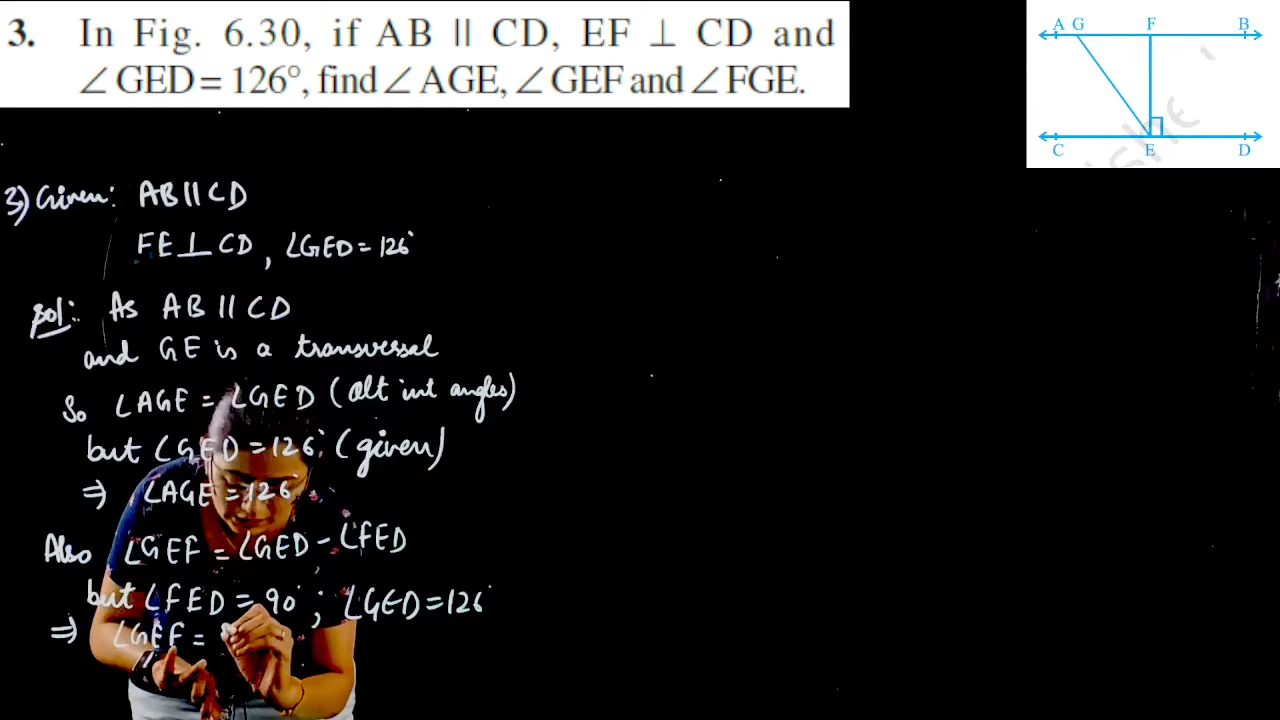 3. In Fig. 6.30, if AB || CD, EF ⊥ CD and
∠GED = 126°, find ∠AGE, ∠GEF and ∠FGE.
A G F B
C E D
3) Given: AB || CD
FE ⊥ CD, ∠GED = 126°
Sol: As AB || CD
and GE is a transversal
So ∠AGE = ∠GED (alt int angles)
but ∠GED = 126° (given)
⇒ ∠AGE = 126°
Also ∠GEF = ∠GED - ∠FED
but ∠FED = 90° ; ∠GED = 126°
⇒ ∠GEF =